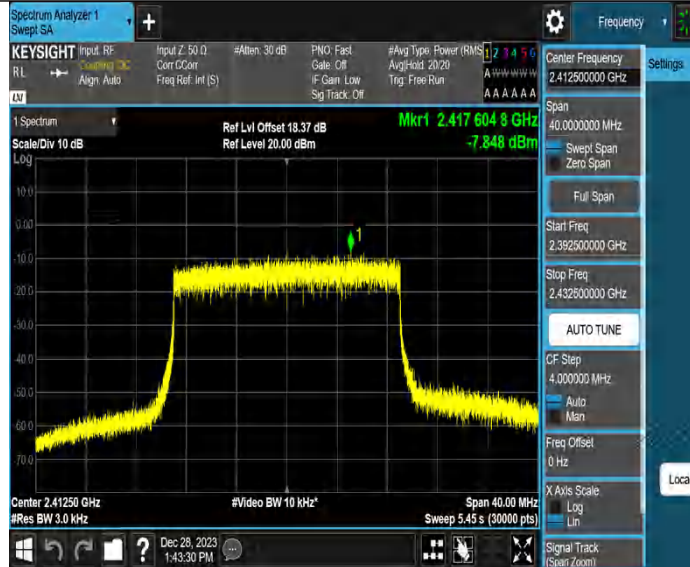 Spectrum Analyzer 1
Swept SA
+
Frequency
KEYSIGHT
RL
LXI
Input: RF
Coupling: DC
Align: Auto
Input Z: 50 Ω
Corr CCorr
Freq Ref: Int (S)
#Atten: 30 dB
PNO: Fast
Gate: Off
IF Gain: Low
Sig Track: Off
#Avg Type: Power (RMS
Avg|Hold: 20/20
Trig: Free Run
1 2 3 4 5 6
A W W W W W
A A A A A A
1 Spectrum
Scale/Div 10 dB
Ref Lvl Offset 18.37 dB
Ref Level 20.00 dBm
Mkr1 2.417 604 8 GHz
-7.848 dBm
Log
10.0
0.00
-10.0
-20.0
-30.0
-40.0
-50.0
-60.0
-70.0
1
Center 2.41250 GHz
#Res BW 3.0 kHz
#Video BW 10 kHz*
Span 40.00 MHz
Sweep 5.45 s (30000 pts)
Center Frequency
2.412500000 GHz
Settings
Span
40.0000000 MHz
Swept Span
Zero Span
Full Span
Start Freq
2.392500000 GHz
Stop Freq
2.432500000 GHz
AUTO TUNE
CF Step
4.000000 MHz
Auto
Man
Freq Offset
0 Hz
X Axis Scale
Log
Lin
Loca
Signal Track
(Span Zoom)
?
Dec 28, 2023
1:43:30 PM